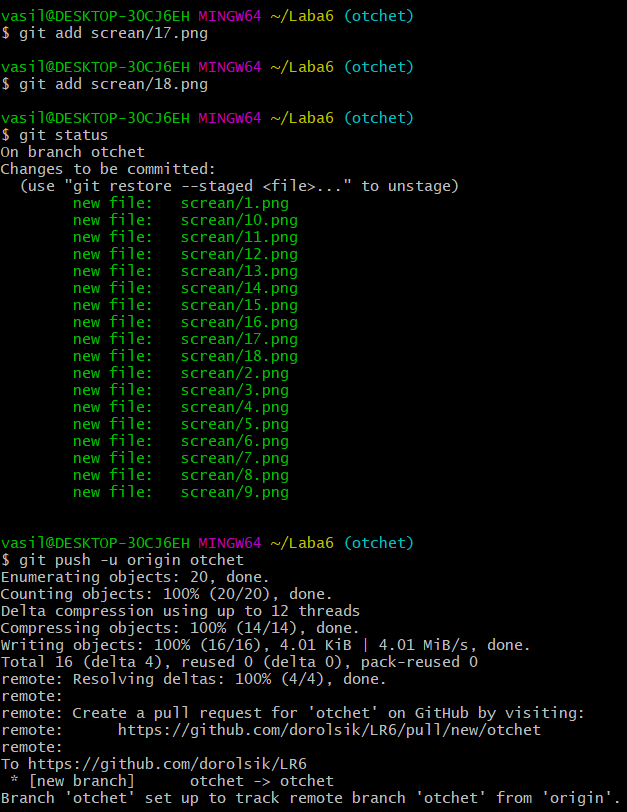 vasil@DESKTOP-3OCJ6EH MINGW64 ~/Laba6 (otchet)
$ git add screan/17.png
vasil@DESKTOP-3OCJ6EH MINGW64 ~/Laba6 (otchet)
$ git add screan/18.png
vasil@DESKTOP-3OCJ6EH MINGW64 ~/Laba6 (otchet)
$ git status
On branch otchet
Changes to be committed:
  (use "git restore --staged <file>..." to unstage)
        new file:   screan/1.png
        new file:   screan/10.png
        new file:   screan/11.png
        new file:   screan/12.png
        new file:   screan/13.png
        new file:   screan/14.png
        new file:   screan/15.png
        new file:   screan/16.png
        new file:   screan/17.png
        new file:   screan/18.png
        new file:   screan/2.png
        new file:   screan/3.png
        new file:   screan/4.png
        new file:   screan/5.png
        new file:   screan/6.png
        new file:   screan/7.png
        new file:   screan/8.png
        new file:   screan/9.png
vasil@DESKTOP-3OCJ6EH MINGW64 ~/Laba6 (otchet)
$ git push -u origin otchet
Enumerating objects: 20, done.
Counting objects: 100% (20/20), done.
Delta compression using up to 12 threads
Compressing objects: 100% (14/14), done.
Writing objects: 100% (16/16), 4.01 KiB | 4.01 MiB/s, done.
Total 16 (delta 4), reused 0 (delta 0), pack-reused 0
remote: Resolving deltas: 100% (4/4), done.
remote:
remote: Create a pull request for 'otchet' on GitHub by visiting:
remote:      https://github.com/dorolsik/LR6/pull/new/otchet
remote:
To https://github.com/dorolsik/LR6
 * [new branch]      otchet -> otchet
Branch 'otchet' set up to track remote branch 'otchet' from 'origin'.